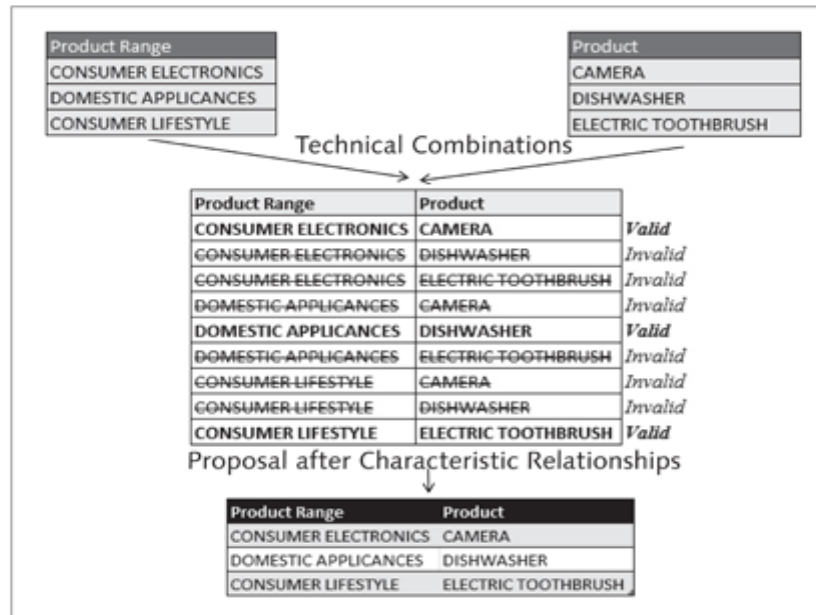 Product Range
CONSUMER ELECTRONICS
DOMESTIC APPLICANCES
CONSUMER LIFESTYLE
Product
CAMERA
DISHWASHER
ELECTRIC TOOTHBRUSH
Technical Combinations
Product Range Product
CONSUMER ELECTRONICS CAMERA Valid
CONSUMER ELECTRONICS DISHWASHER Invalid
CONSUMER ELECTRONICS ELECTRIC TOOTHBRUSH Invalid
DOMESTIC APPLICANCES CAMERA Invalid
DOMESTIC APPLICANCES DISHWASHER Valid
DOMESTIC APPLICANCES ELECTRIC TOOTHBRUSH Invalid
CONSUMER LIFESTYLE CAMERA Invalid
CONSUMER LIFESTYLE DISHWASHER Invalid
CONSUMER LIFESTYLE ELECTRIC TOOTHBRUSH Valid
Proposal after Characteristic Relationships
Product Range Product
CONSUMER ELECTRONICS CAMERA
DOMESTIC APPLICANCES DISHWASHER
CONSUMER LIFESTYLE ELECTRIC TOOTHBRUSH